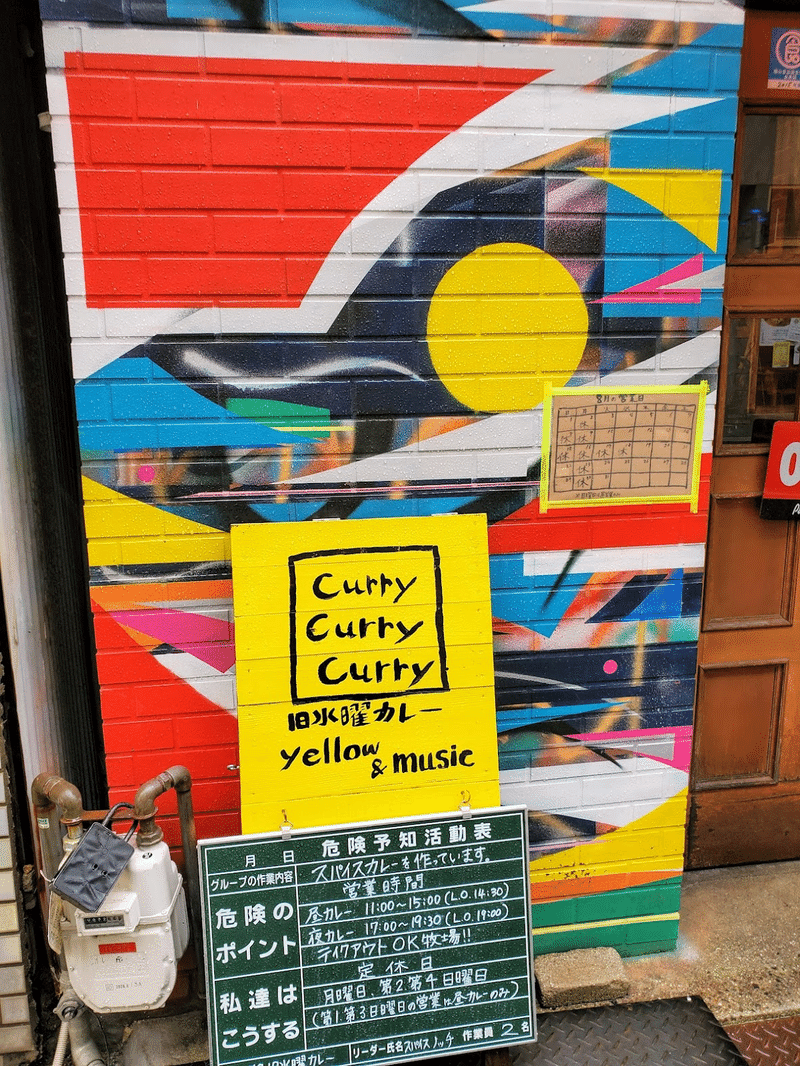 8月の営業日
Curry
Curry
Curry
旧水曜カレー
yellow
& music
危険予知活動表
月 日
グループの作業内容
スパイスカレーを作っています。
営業時間
危険の
ポイント
昼カレー 11:00~15:00 (L.O.14:30)
夜カレー 17:00~19:30 (L.O.19:00)
テイクアウトOK牧場!!
定休日
私達は
こうする
月曜日、第2.第4日曜日
(第1.第3日曜日の営業は昼カレーのみ)
水曜カレー
リーダー氏名 スパイスノッチ 作業員 2名